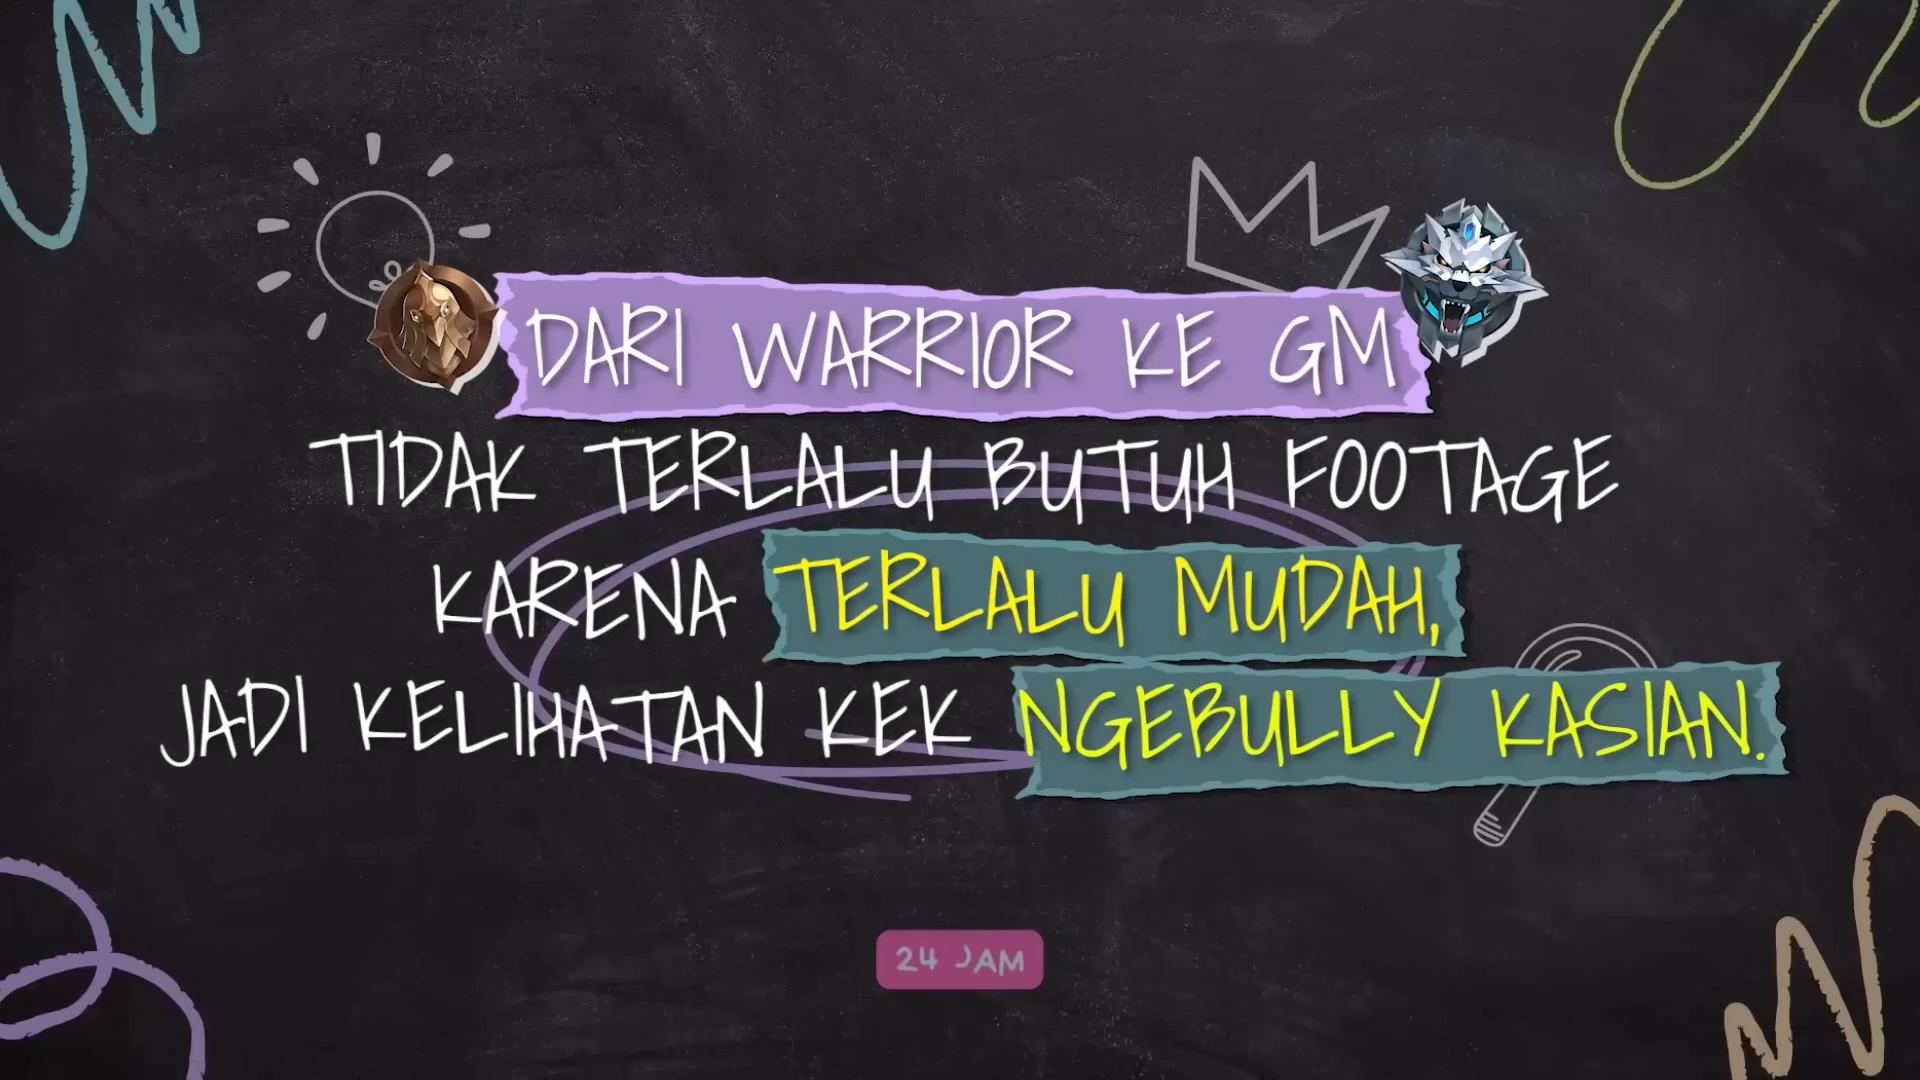 DARI WARRIOR KE GM
TIDAK TERLALU BUTUH FOOTAGE
KARENA TERLALU MUDAH,
JADI KELIHATAN KEK NGEBULLY KASIAN.
24 JAM